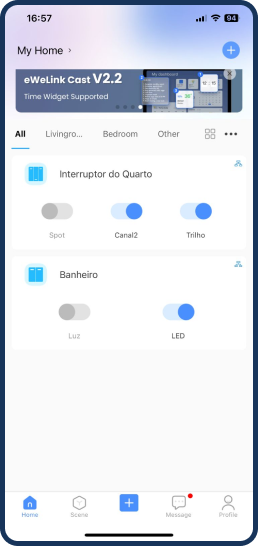 16:57
94
My Home >
eWeLink Cast V2.2
Time Widget Supported
All Livingro... Bedroom Other
Interruptor do Quarto
Spot Canal2 Trilho
Banheiro
Luz LED
Home Scene Message Profile